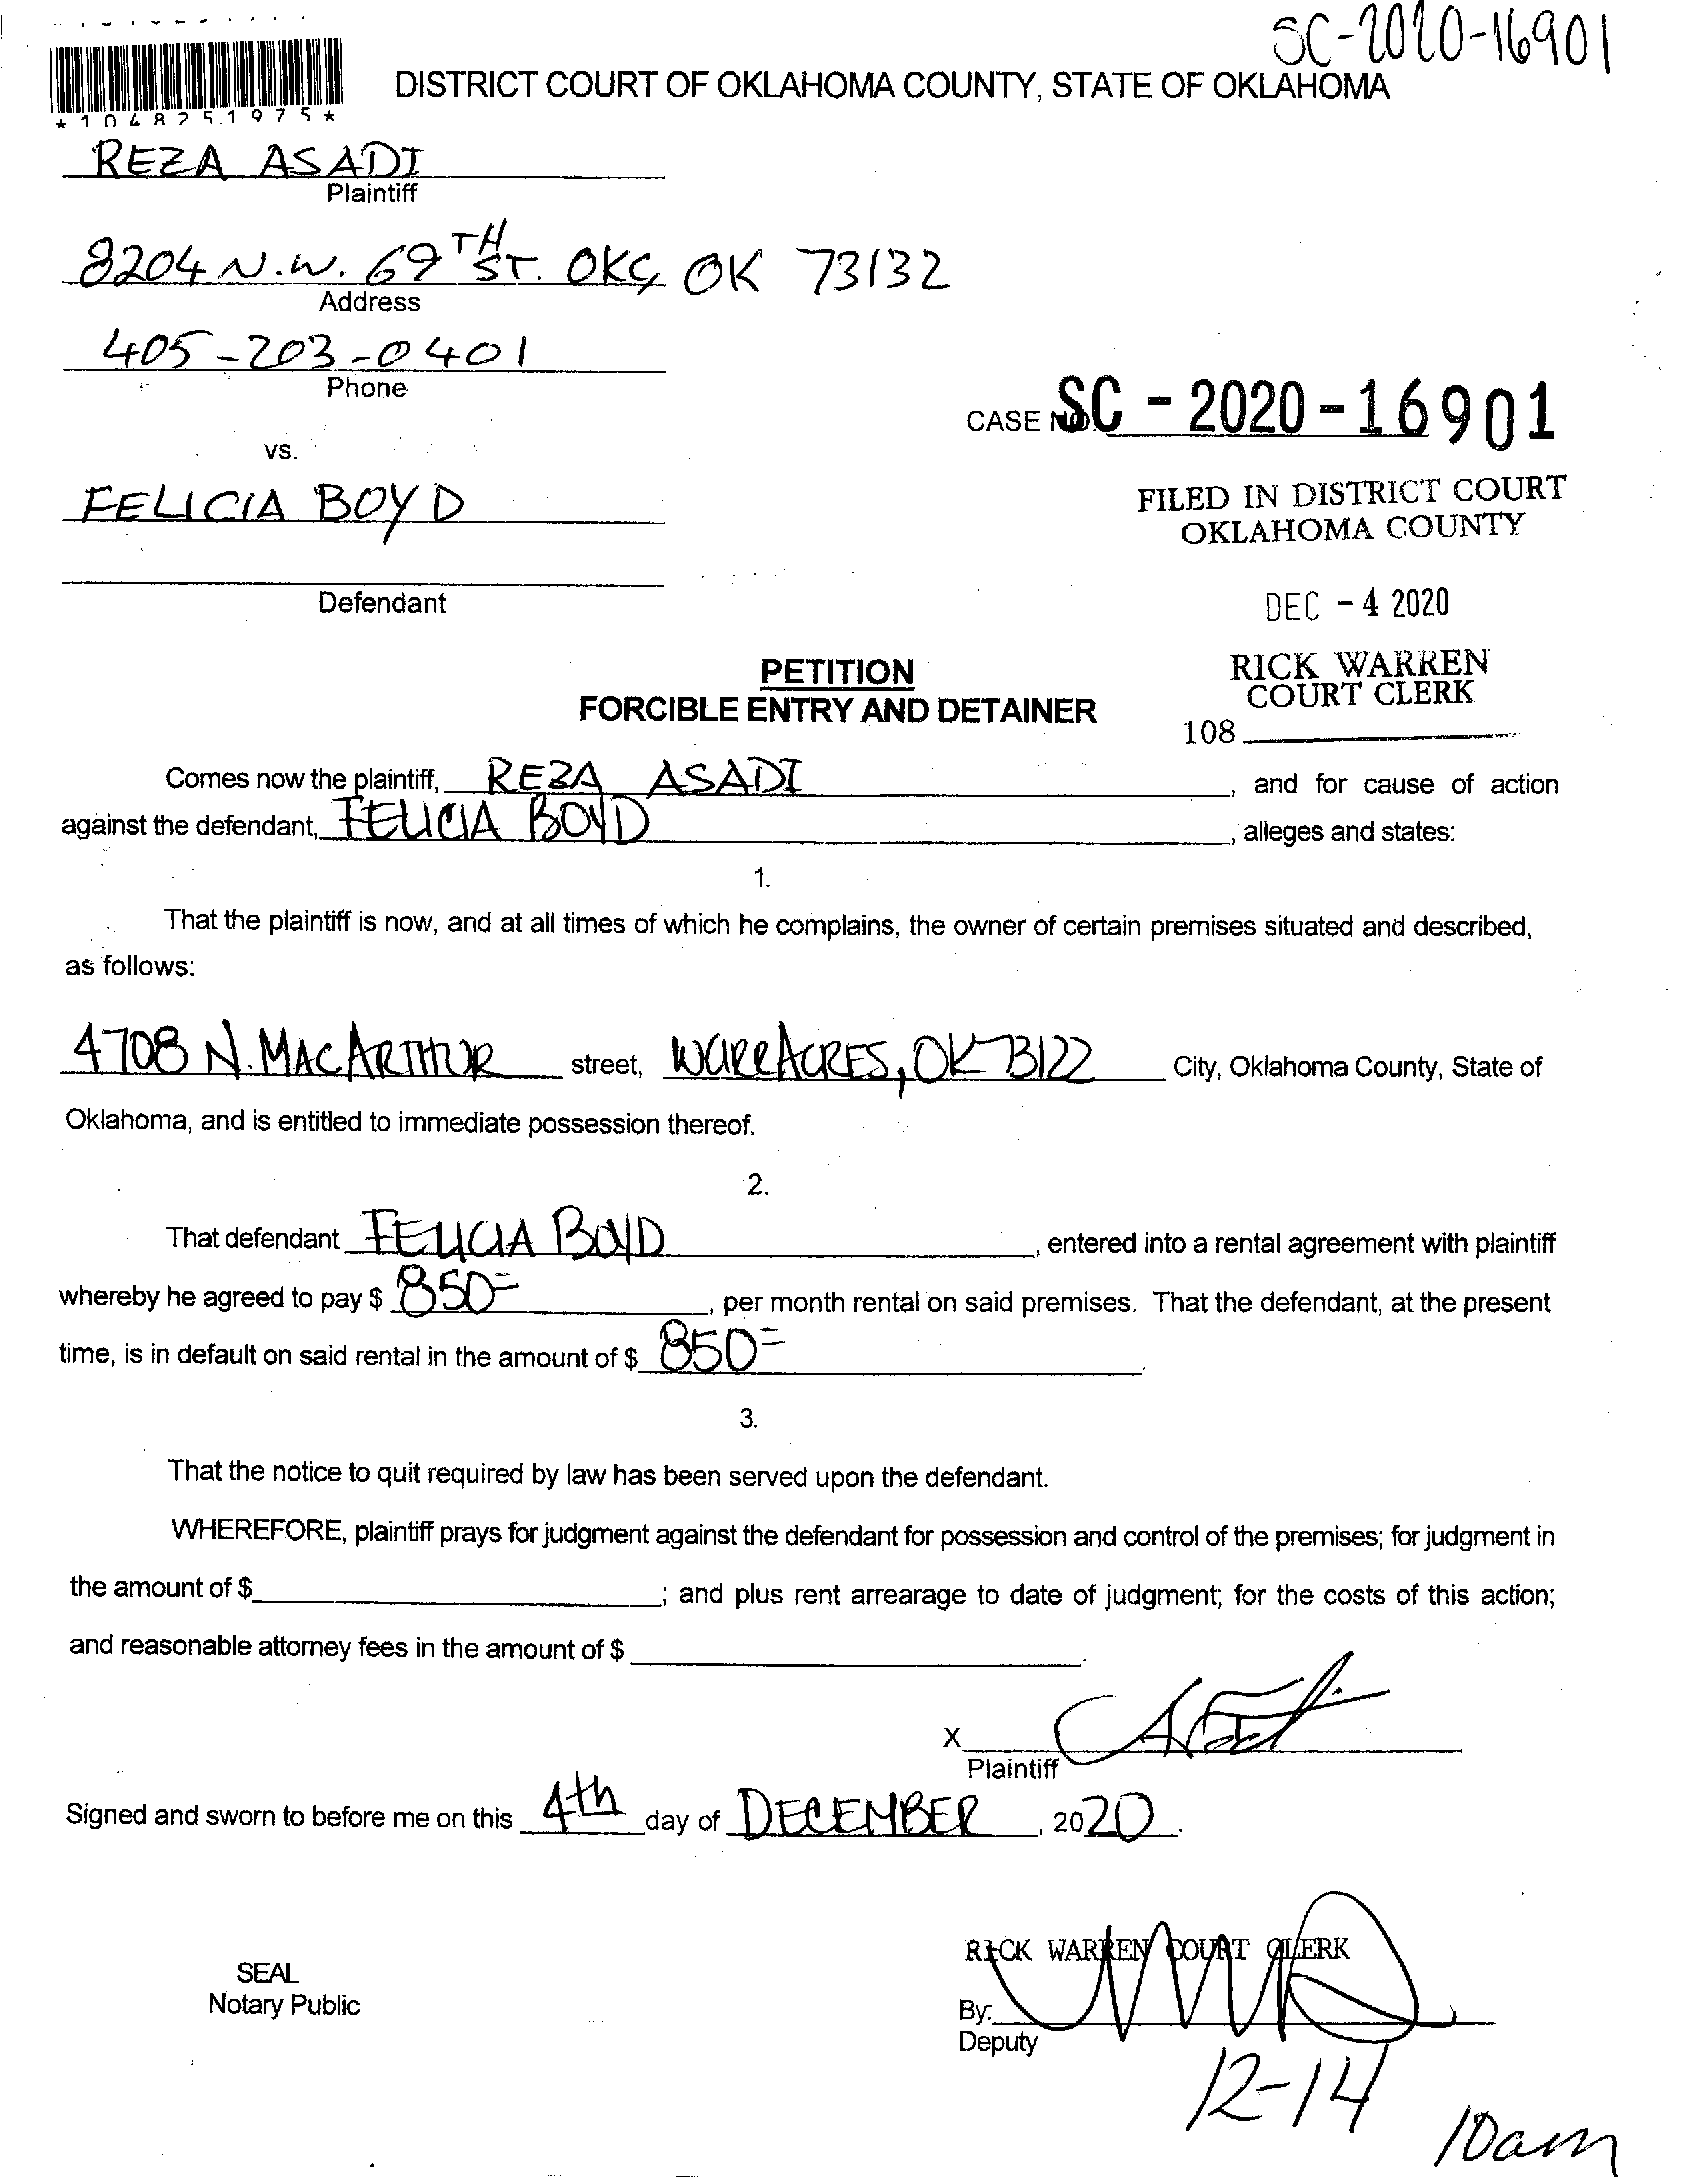 SC-2020-16901
DISTRICT COURT OF OKLAHOMA COUNTY, STATE OF OKLAHOMA
*1048251975*
REZA ASADI
Plaintiff
8204 N.W. 69TH ST. OKC, OK 73132
Address
405-203-0401
Phone
CASE NO. SC - 2020 - 16901
vs.
FILED IN DISTRICT COURT
OKLAHOMA COUNTY
FELICIA BOYD
Defendant
DEC - 4 2020
RICK WARREN
COURT CLERK
108
PETITION
FORCIBLE ENTRY AND DETAINER
Comes now the plaintiff, REZA ASADI, and for cause of action
against the defendant, FELICIA BOYD, alleges and states:
1.
That the plaintiff is now, and at all times of which he complains, the owner of certain premises situated and described,
as follows:
4708 N. MACARTHUR street, WARR ACRES, OK 73122 City, Oklahoma County, State of
Oklahoma, and is entitled to immediate possession thereof.
2.
That defendant FELICIA BOYD, entered into a rental agreement with plaintiff
whereby he agreed to pay $ 850=, per month rental on said premises. That the defendant, at the present
time, is in default on said rental in the amount of $ 850=.
3.
That the notice to quit required by law has been served upon the defendant.
WHEREFORE, plaintiff prays for judgment against the defendant for possession and control of the premises; for judgment in
the amount of $; and plus rent arrearage to date of judgment; for the costs of this action;
and reasonable attorney fees in the amount of $.
X
Plaintiff
Signed and sworn to before me on this 4th day of DECEMBER, 2020.
RICK WARREN COURT CLERK
SEAL
Notary Public
By:
Deputy
12-14
10am